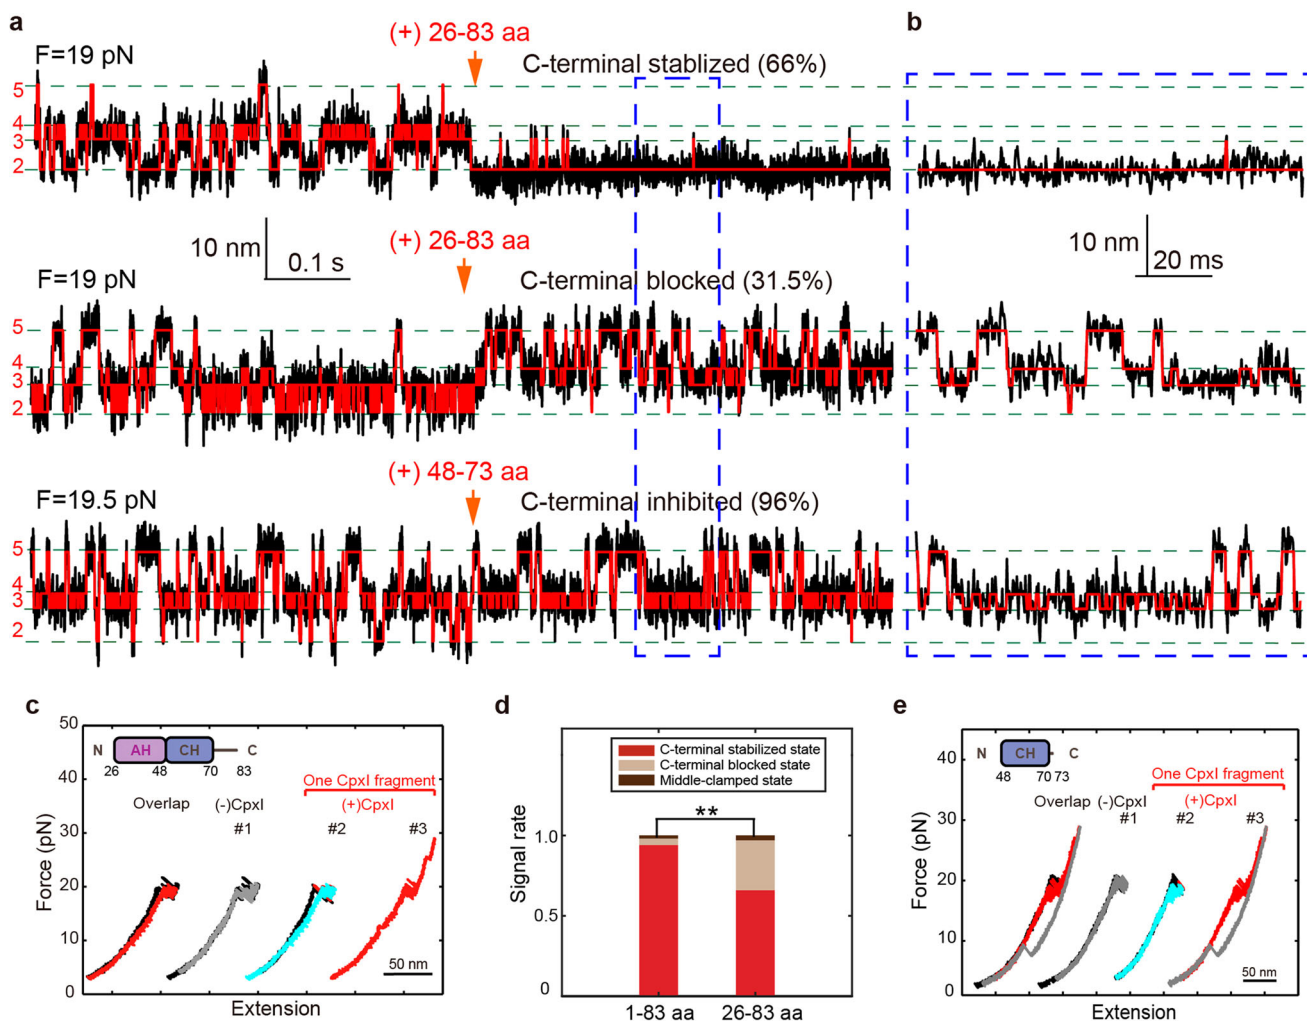 a
b
F=19 pN
(+) 26-83 aa
C-terminal stablized (66%)
5
4
3
2
10 nm
0.1 s
10 nm
20 ms
F=19 pN
(+) 26-83 aa
C-terminal blocked (31.5%)
5
4
3
2
F=19.5 pN
(+) 48-73 aa
C-terminal inhibited (96%)
5
4
3
2
c
Force (pN)
50
40
30
20
10
0
N AH CH C
26 48 70 83
One CpxI fragment
Overlap (-)CpxI (+)CpxI
#1 #2 #3
50 nm
Extension
d
Signal rate
C-terminal stabilized state
C-terminal blocked state
Middle-clamped state
**
1.0
0.5
0
1-83 aa 26-83 aa
e
Force (pN)
40
30
20
10
0
N CH C
48 70 73
One CpxI fragment
Overlap (-)CpxI (+)CpxI
#1 #2 #3
50 nm
Extension